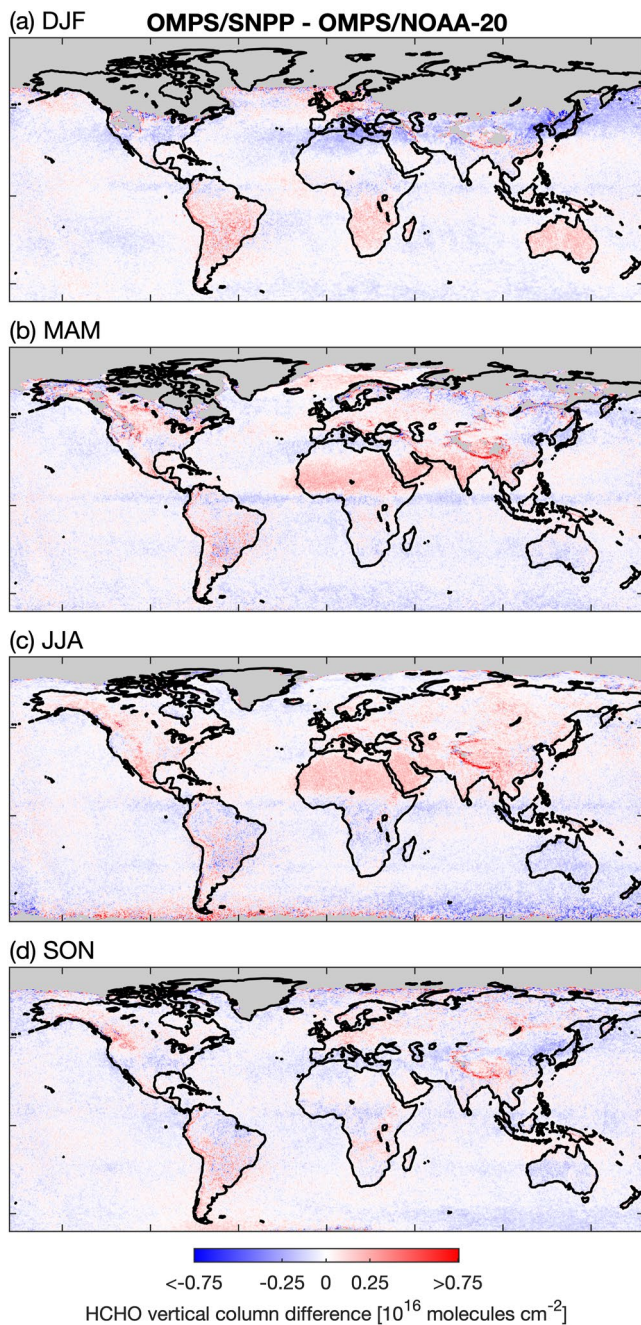 (a) DJF OMPS/SNPP - OMPS/NOAA-20
(b) MAM
(c) JJA
(d) SON
<-0.75 -0.25 0 0.25 >0.75
HCHO vertical column difference [10^16 molecules cm^-2]